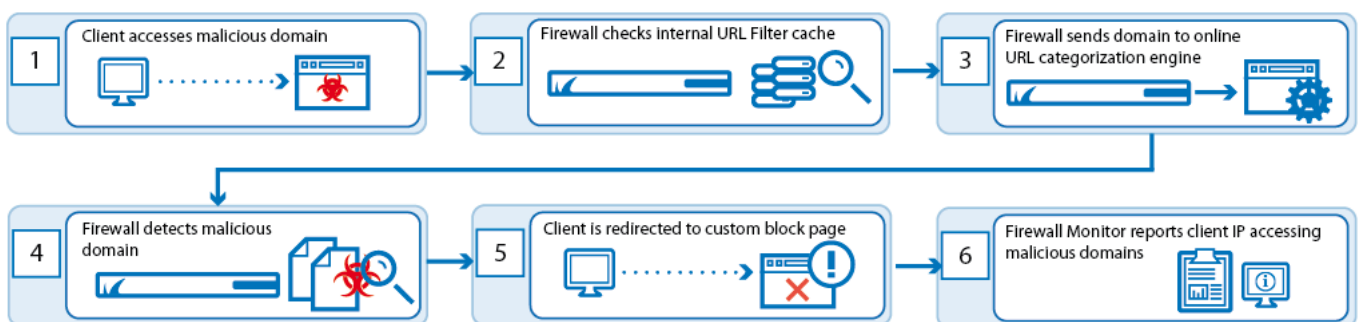 1
Client accesses malicious domain
2
Firewall checks internal URL Filter cache
3
Firewall sends domain to online
URL categorization engine
4
Firewall detects malicious
domain
5
Client is redirected to custom block page
6
Firewall Monitor reports client IP accessing
malicious domains